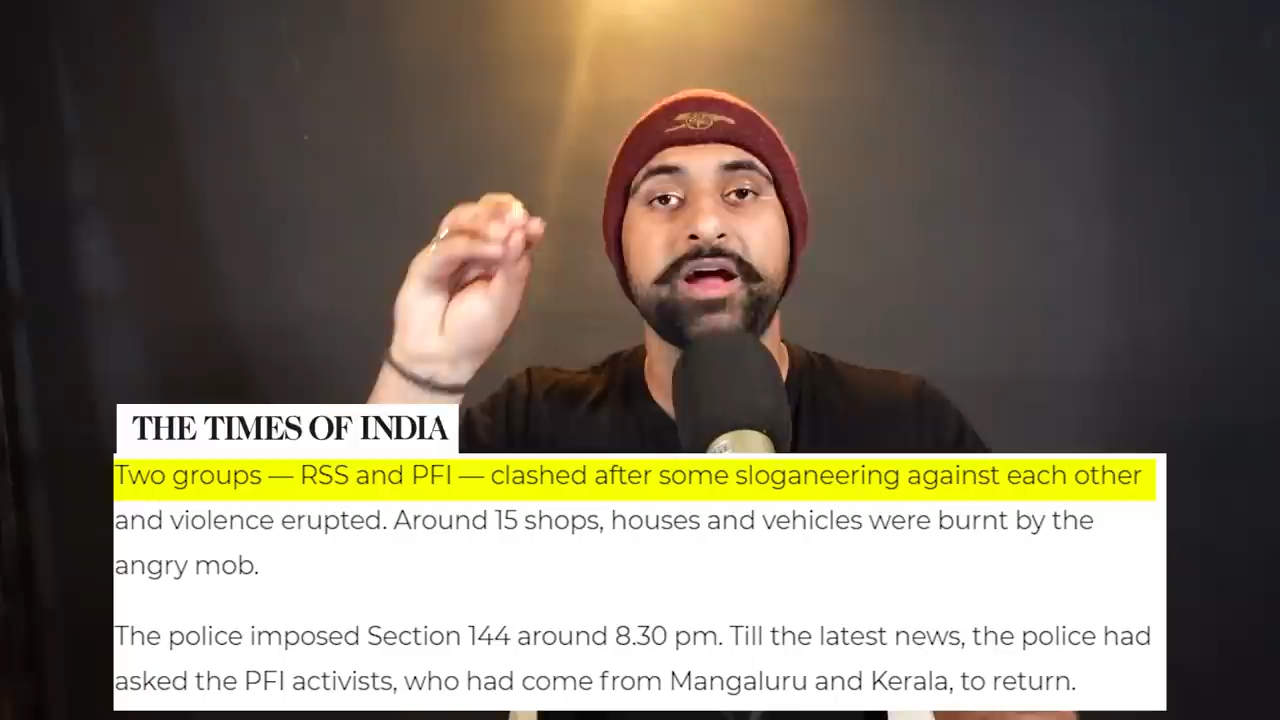 THE TIMES OF INDIA
Two groups — RSS and PFI — clashed after some sloganeering against each other
and violence erupted. Around 15 shops, houses and vehicles were burnt by the
angry mob.
The police imposed Section 144 around 8.30 pm. Till the latest news, the police had
asked the PFI activists, who had come from Mangaluru and Kerala, to return.